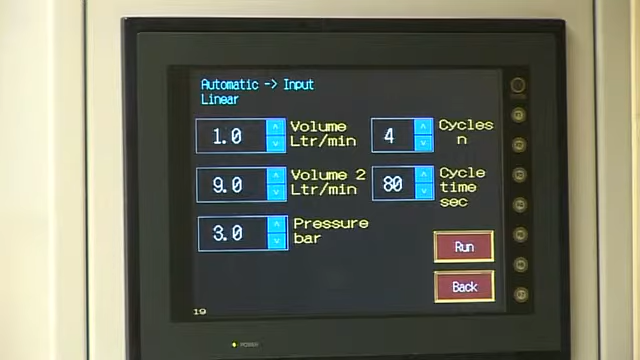 Automatic -> Input
Linear
1.0 Volume Ltr/min
4 Cycles n
9.0 Volume 2 Ltr/min
80 Cycle time sec
3.0 Pressure bar
Run
Back
19
POWER